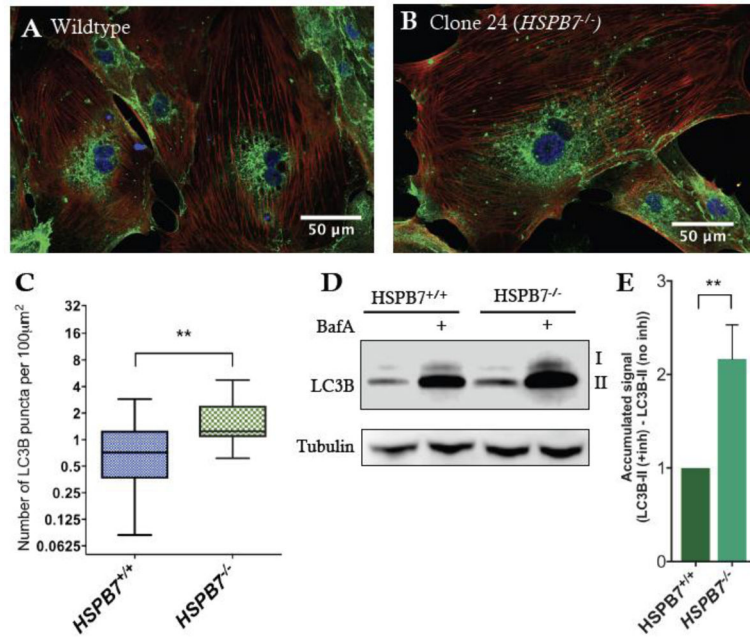 A Wildtype
50 µm
B Clone 24 (HSPB7-/-)
50 µm
C
Number of LC3B puncta per 100µm2
32
16
8
4
2
1
0.5
0.25
0.125
0.0625
**
HSPB7+/+
HSPB7-/-
D
HSPB7+/+ HSPB7-/-
BafA + +
LC3B
I
II
Tubulin
E
Accumulated signal
(LC3B-II (+inh) - LC3B-II (no inh))
3
2
1
0
**
HSPB7+/+
HSPB7-/-